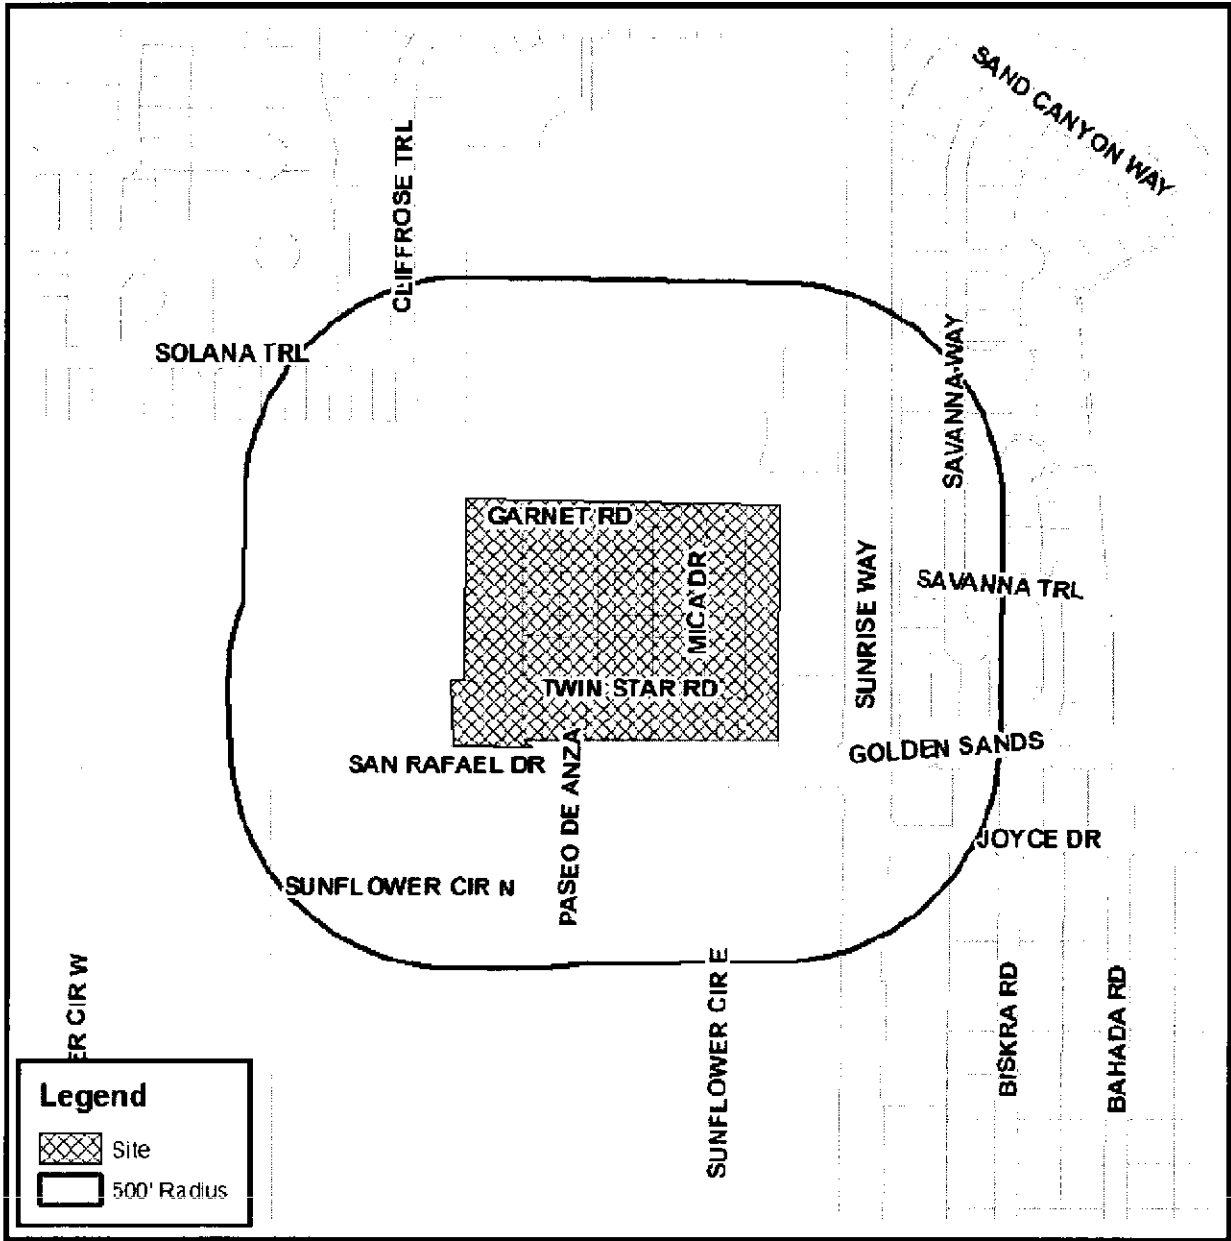 SAND CANYON WAY
CLIFFROSE TRL
SOLANA TRL
SAVANNA WAY
GARNET RD
MICA DR
SUNRISE WAY
SAVANNA TRL
TWIN STAR RD
SAN RAFAEL DR
PASEO DE ANZA
GOLDEN SANDS
JOYCE DR
SUNFLOWER CIR N
ER CIR W
SUNFLOWER CIR E
BISKRA RD
BAHADA RD
Legend
Site
500' Radius